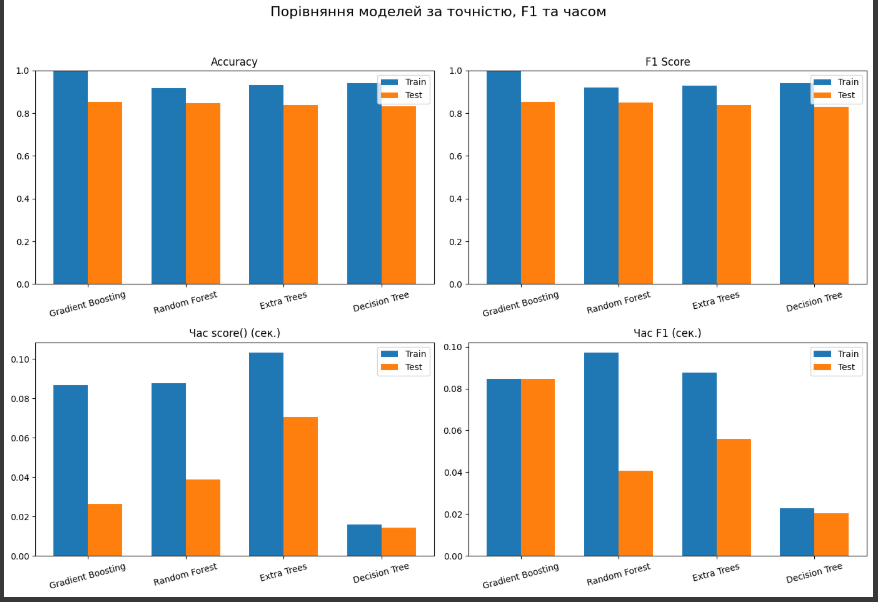 Порівняння моделей за точністю, F1 та часом
Accuracy
1.0
0.8
0.6
0.4
0.2
0.0
Train
Test
Gradient Boosting
Random Forest
Extra Trees
Decision Tree
F1 Score
1.0
0.8
0.6
0.4
0.2
0.0
Train
Test
Gradient Boosting
Random Forest
Extra Trees
Decision Tree
Час score() (сек.)
0.10
0.08
0.06
0.04
0.02
0.00
Train
Test
Gradient Boosting
Random Forest
Extra Trees
Decision Tree
Час F1 (сек.)
0.10
0.08
0.06
0.04
0.02
0.00
Train
Test
Gradient Boosting
Random Forest
Extra Trees
Decision Tree